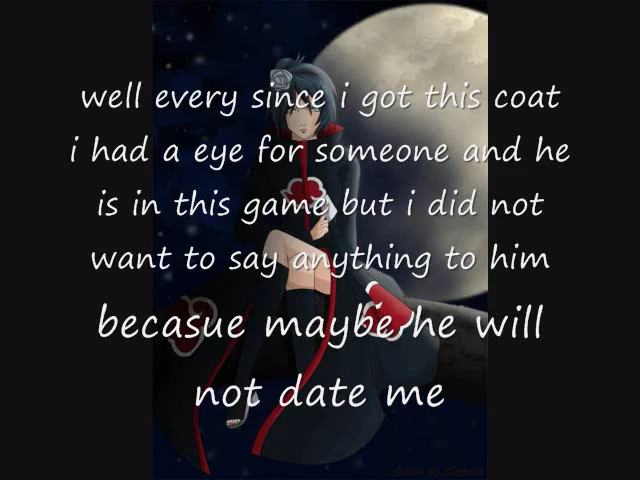 well every since i got this coat
i had a eye for someone and he
is in this game but i did not
want to say anything to him
becasue maybe he will
not date me